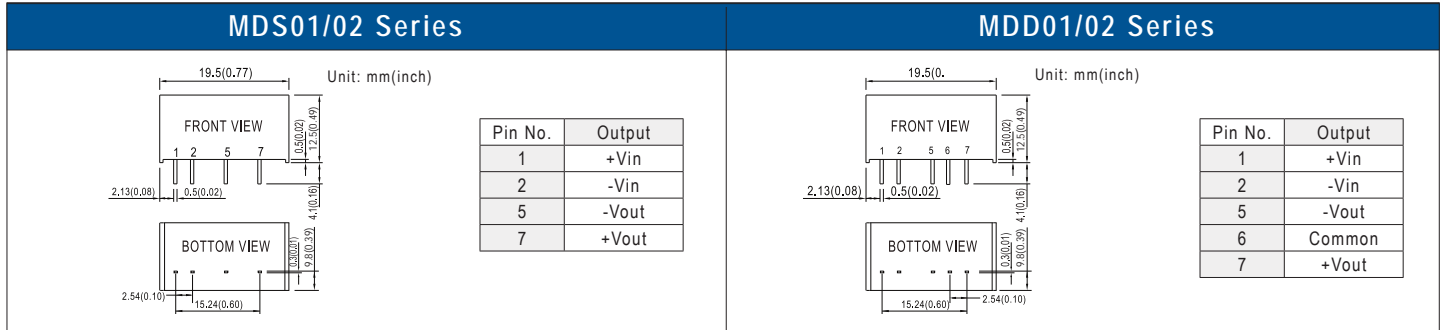 MDS01/02 Series
MDD01/02 Series
19.5(0.77)
Unit: mm(inch)
FRONT VIEW
1 2 5 7
0.5(0.02)
12.5(0.49)
2.13(0.08)
0.5(0.02)
4.1(0.16)
BOTTOM VIEW
0.3(0.01)
9.8(0.39)
2.54(0.10)
15.24(0.60)
Pin No. Output
1 +Vin
2 -Vin
5 -Vout
7 +Vout
19.5(0.
Unit: mm(inch)
FRONT VIEW
1 2 5 6 7
0.5(0.02)
12.5(0.49)
2.13(0.08)
0.5(0.02)
4.1(0.16)
BOTTOM VIEW
0.3(0.01)
9.8(0.39)
15.24(0.60)
2.54(0.10)
Pin No. Output
1 +Vin
2 -Vin
5 -Vout
6 Common
7 +Vout